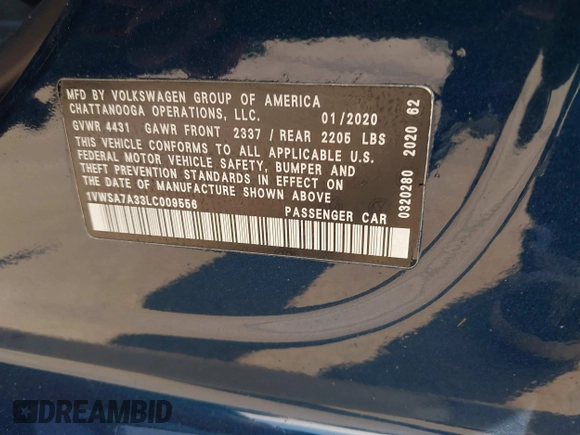 MFD BY VOLKSWAGEN GROUP OF AMERICA
CHATTANOOGA OPERATIONS, LLC. 01/2020
GVWR 4431 GAWR FRONT 2337 / REAR 2205 LBS
THIS VEHICLE CONFORMS TO ALL APPLICABLE U.S.
FEDERAL MOTOR VEHICLE SAFETY, BUMPER AND
THEFT PREVENTION STANDARDS IN EFFECT ON
THE DATE OF MANUFACTURE SHOWN ABOVE
1VWSA7A33LC009556 PASSENGER CAR
0320280 2020 62
DREAMBID